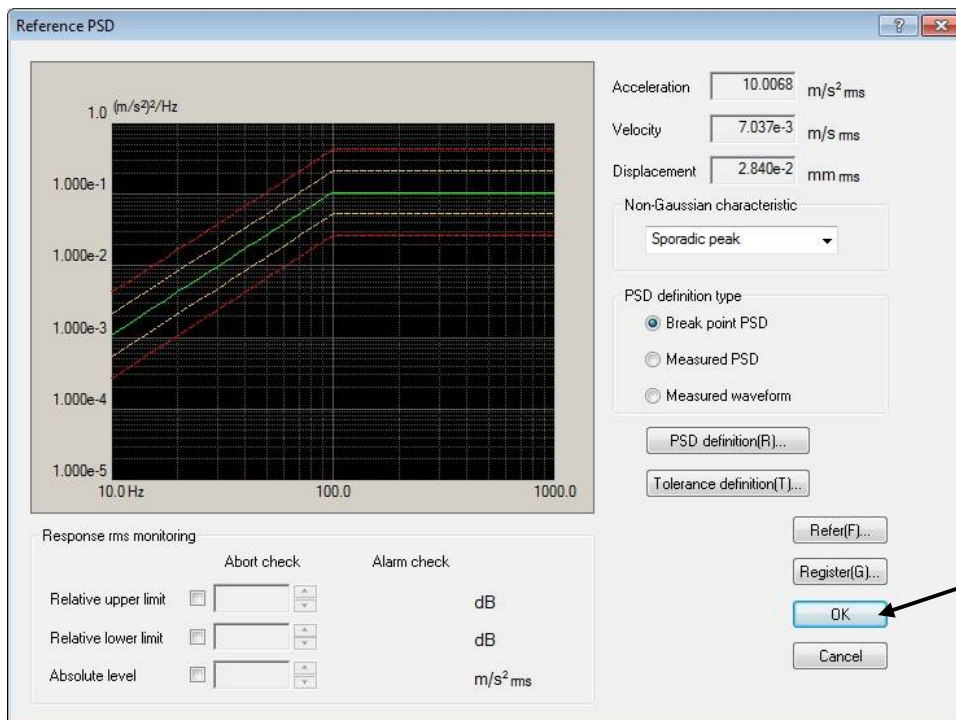 Reference PSD
1.0 (m/s²)²/Hz
1.000e-1
1.000e-2
1.000e-3
1.000e-4
1.000e-5
10.0 Hz 100.0 1000.0
Acceleration 10.0068 m/s² rms
Velocity 7.037e-3 m/s rms
Displacement 2.840e-2 mm rms
Non-Gaussian characteristic
Sporadic peak
PSD definition type
Break point PSD
Measured PSD
Measured waveform
PSD definition(R)...
Tolerance definition(T)...
Response rms monitoring
Abort check Alarm check
Relative upper limit dB
Relative lower limit dB
Absolute level m/s² rms
Refer(F)...
Register(G)...
OK
Cancel